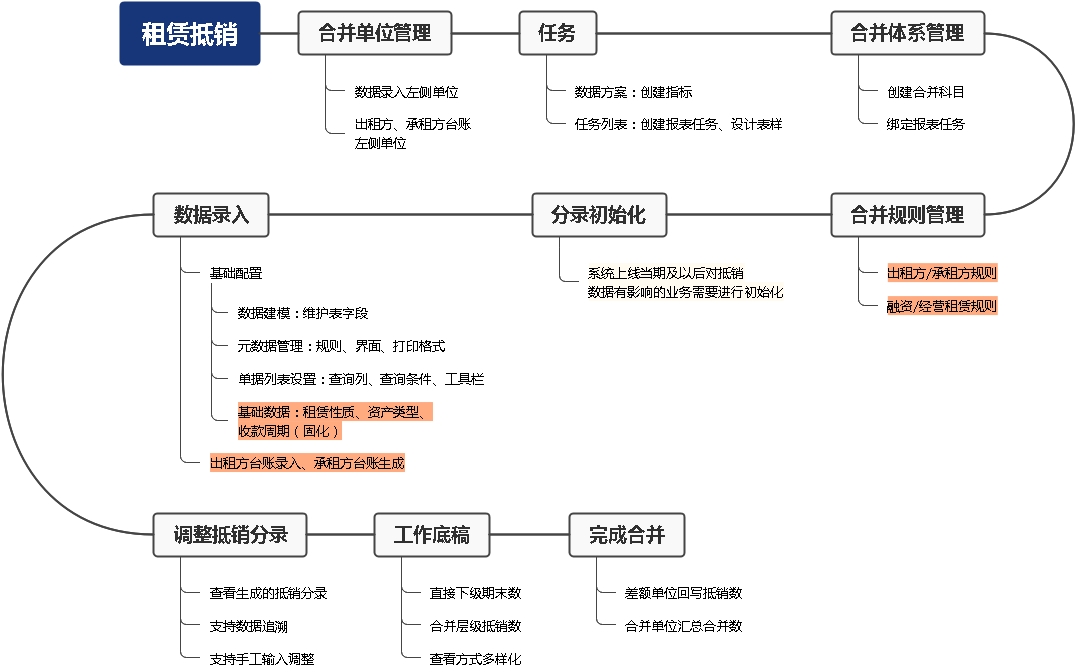 租赁抵销
合并单位管理
数据录入左侧单位
出租方、承租方台账
左侧单位
任务
数据方案：创建指标
任务列表：创建报表任务、设计表样
合并体系管理
创建合并科目
绑定报表任务
合并规则管理
出租方/承租方规则
融资/经营租赁规则
分录初始化
系统上线当期及以后对抵销
数据有影响的业务需要进行初始化
数据录入
基础配置
数据建模：维护表字段
元数据管理：规则、界面、打印格式
单据列表设置：查询列、查询条件、工具栏
基础数据：租赁性质、资产类型、
收款周期（固化）
出租方台账录入、承租方台账生成
调整抵销分录
查看生成的抵销分录
支持数据追溯
支持手工输入调整
工作底稿
直接下级期末数
合并层级抵销数
查看方式多样化
完成合并
差额单位回写抵销数
合并单位汇总合并数